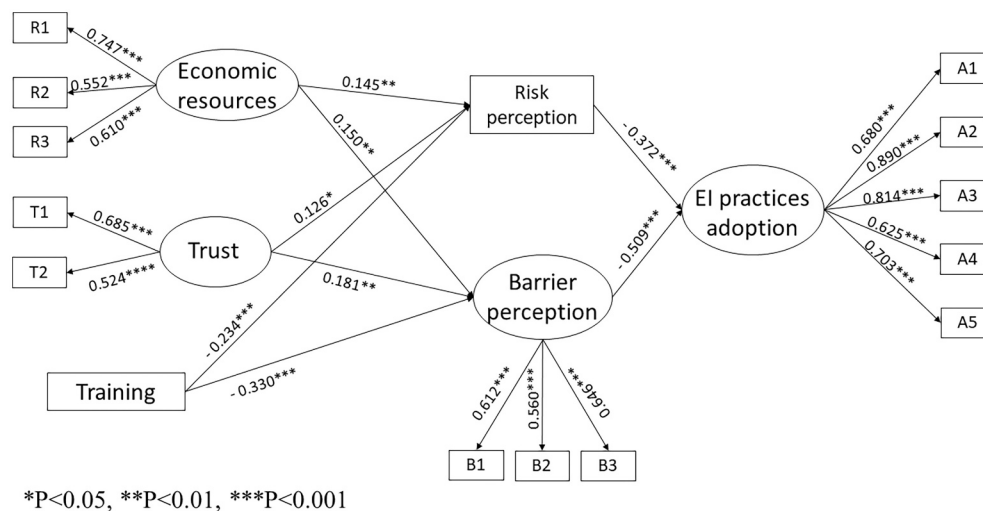 R1
R2
R3
0.747***
0.552***
0.610***
Economic
resources
0.145**
0.150**
T1
T2
0.685***
0.524****
Trust
0.126*
0.181**
Training
- 0.234***
- 0.330***
Risk
perception
- 0.372***
Barrier
perception
- 0.509***
0.612***
0.560***
0.646***
B1
B2
B3
EI practices
adoption
0.680***
0.890***
0.814***
0.625***
0.703***
A1
A2
A3
A4
A5
*P<0.05, **P<0.01, ***P<0.001